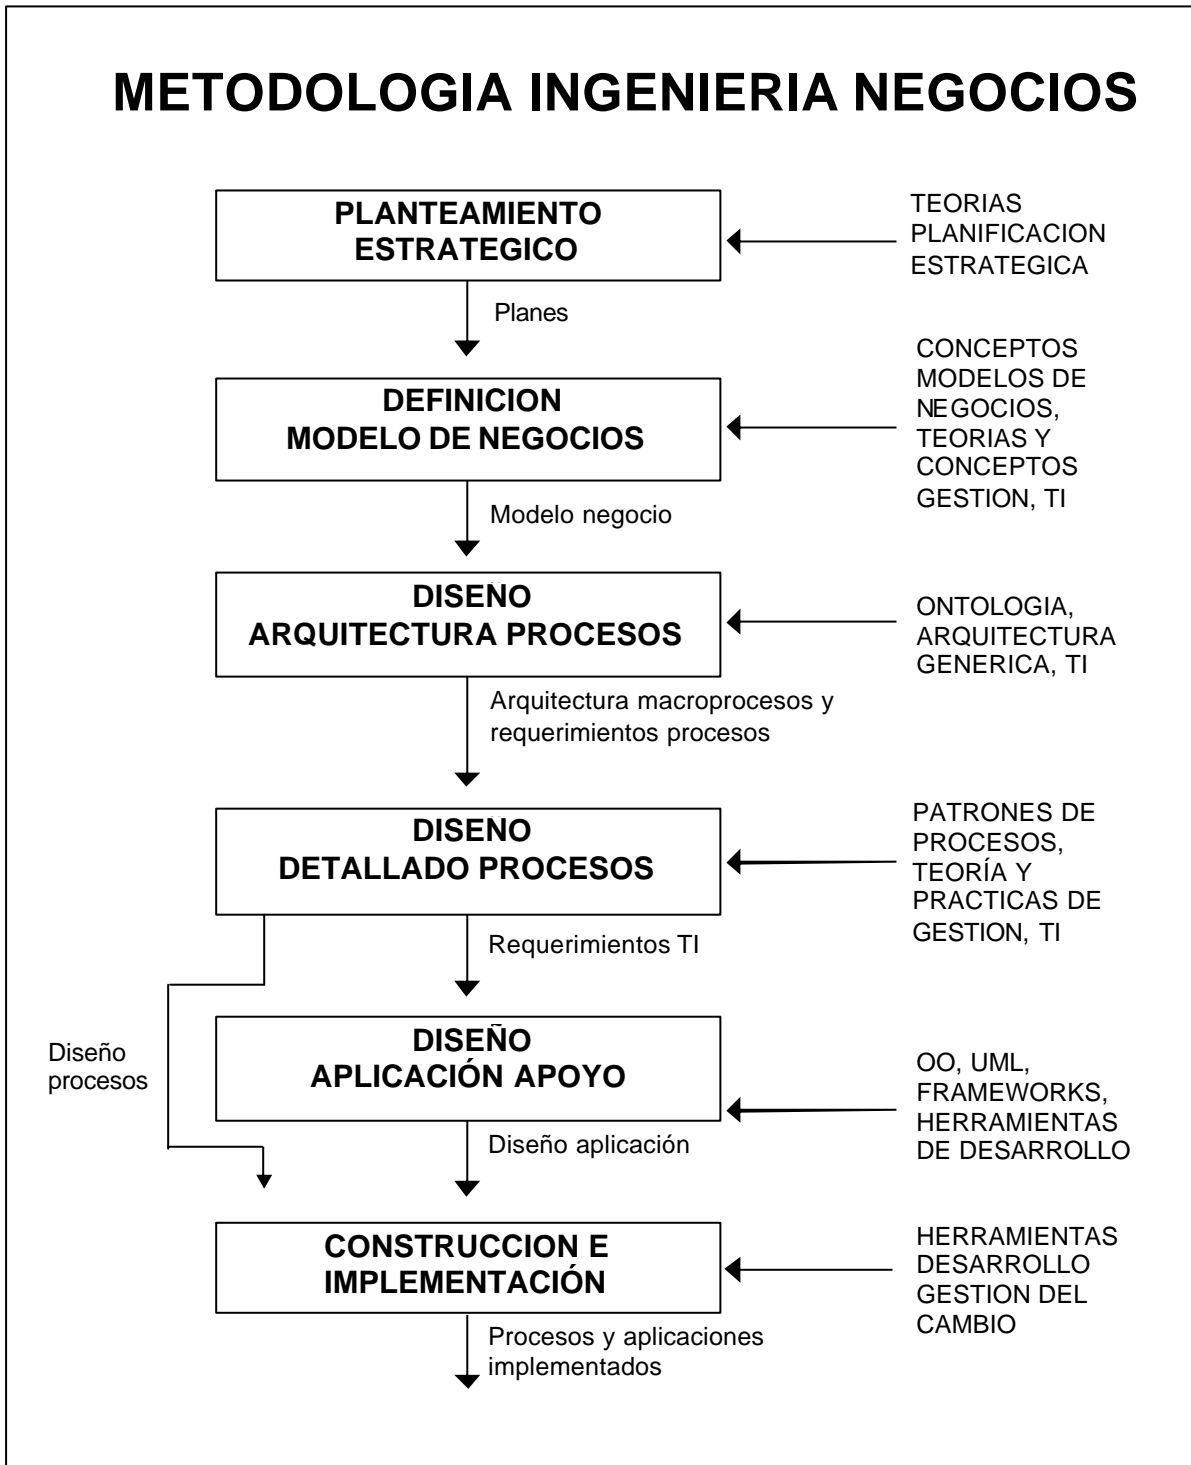 METODOLOGIA INGENIERIA NEGOCIOS
PLANTEAMIENTO
ESTRATEGICO
TEORIAS
PLANIFICACION
ESTRATEGICA
Planes
DEFINICION
MODELO DE NEGOCIOS
CONCEPTOS
MODELOS DE
NEGOCIOS,
TEORIAS Y
CONCEPTOS
GESTION, TI
Modelo negocio
DISEÑO
ARQUITECTURA PROCESOS
ONTOLOGIA,
ARQUITECTURA
GENERICA, TI
Arquitectura macroprocesos y
requerimientos procesos
DISEÑO
DETALLADO PROCESOS
PATRONES DE
PROCESOS,
TEORÍA Y
PRACTICAS DE
GESTION, TI
Requerimientos TI
Diseño
procesos
DISEÑO
APLICACIÓN APOYO
OO, UML,
FRAMEWORKS,
HERRAMIENTAS
DE DESARROLLO
Diseño aplicación
CONSTRUCCION E
IMPLEMENTACIÓN
HERRAMIENTAS
DESARROLLO
GESTION DEL
CAMBIO
Procesos y aplicaciones
implementados